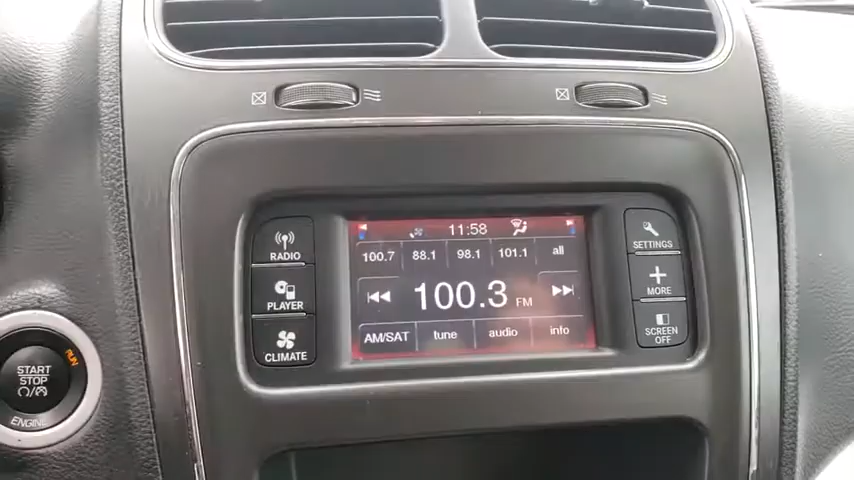 11:58
RADIO
100.7 88.1 98.1 101.1 all
SETTINGS
PLAYER
100.3 FM
MORE
CLIMATE
AM/SAT tune audio info
SCREEN
OFF
RUN
START
STOP
ENGINE